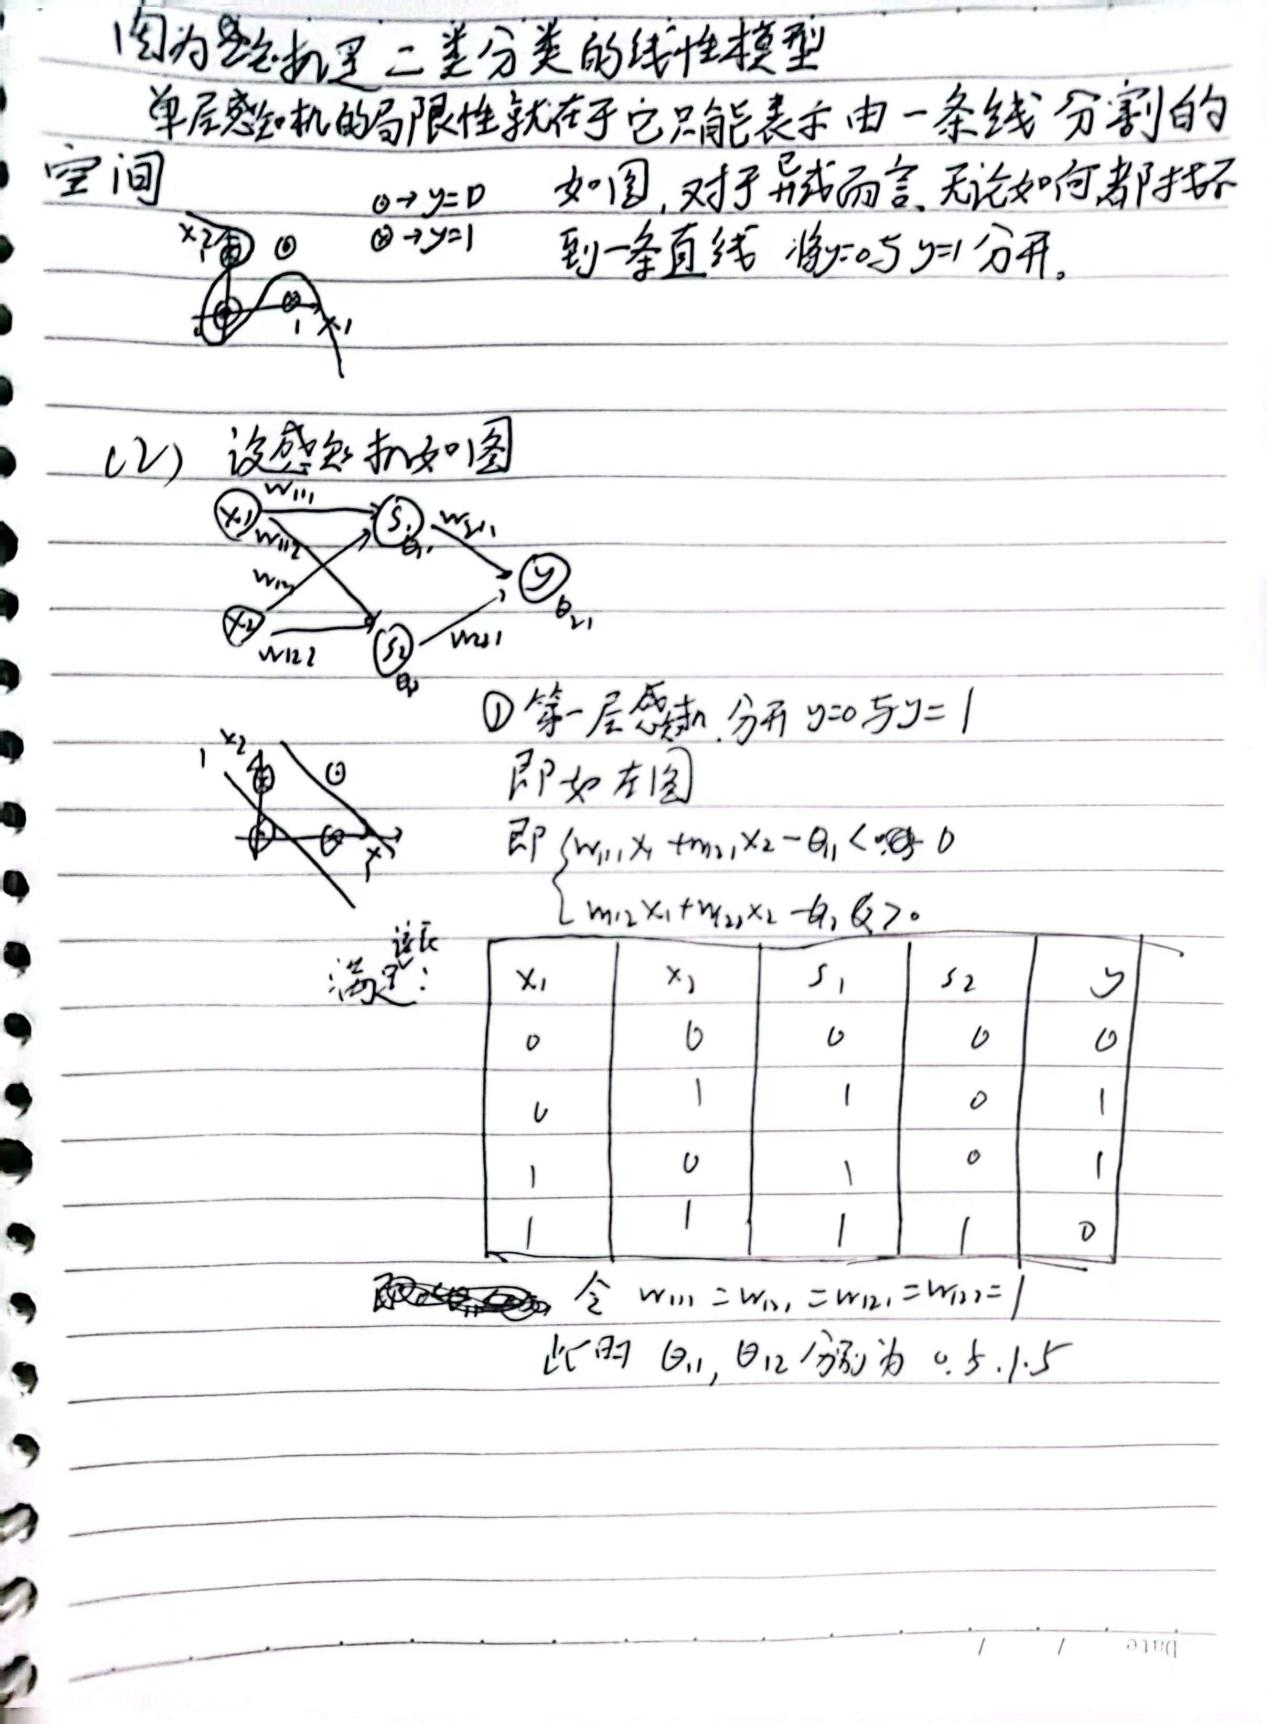 因为感知机是二类分类的线性模型
单层感知机的局限性就在于它只能表示由一条线分割的
空间
⊙→y=0
⊗→y=1
如图,对于异或而言、无论如何都找不
到一条直线 将y=0与y=1分开。
x2
1 x1
(2) 设感知机如图
x1 w111 s1 w211
w112 θ11
w121 y
x2 s2 θ21
w122 w221
① 第一层感知机 分开 y=0与y=1
1 x2
即如左图
x1
即 { w111x1+w121x2-θ11< 0
w112x1+w122x2-θ12>0
该表
满足:
x1 x2 s1 s2 y
0 0 0 0 0
0 1 1 0 1
1 0 1 0 1
1 1 1 1 0
令 w111=w112=w121=w122=1
此时 θ11, θ12 分别为 0.5.1.5
Date / /